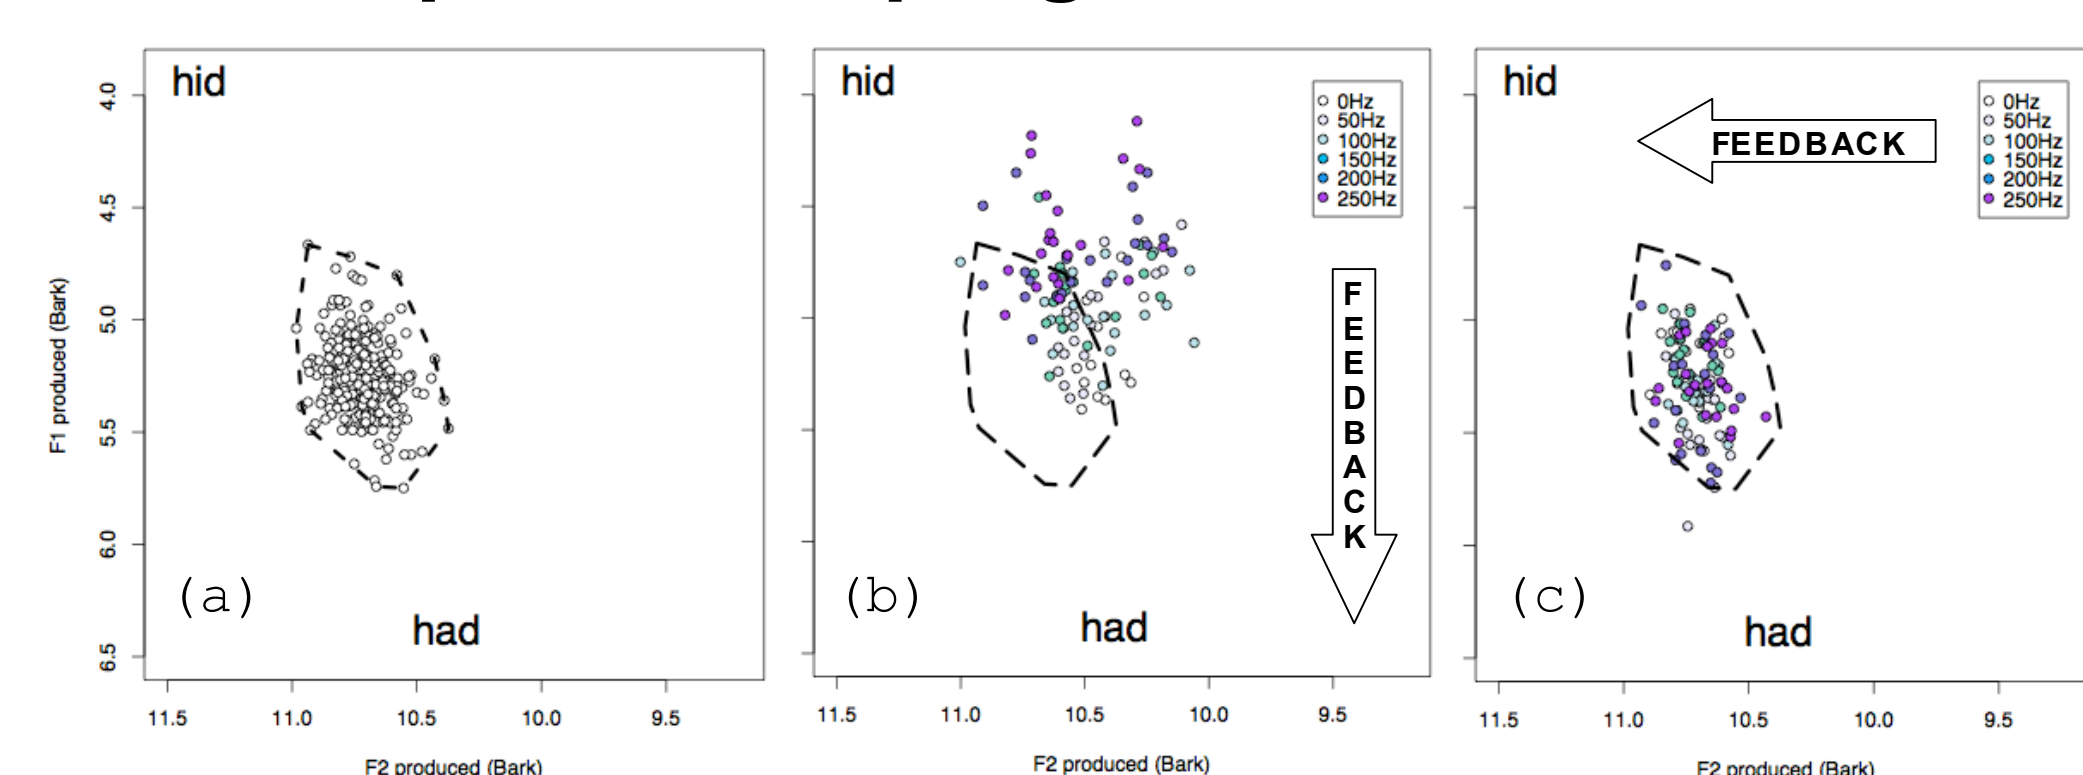 hid
4.0
4.5
5.0
5.5
6.0
6.5
F1 produced (Bark)
(a)
had
11.5 11.0 10.5 10.0 9.5
F2 produced (Bark)
hid
0Hz
50Hz
100Hz
150Hz
200Hz
250Hz
FEEDBACK
(b)
had
11.5 11.0 10.5 10.0 9.5
F2 produced (Bark)
hid
FEEDBACK
0Hz
50Hz
100Hz
150Hz
200Hz
250Hz
(c)
had
11.5 11.0 10.5 10.0 9.5
F2 produced (Bark)